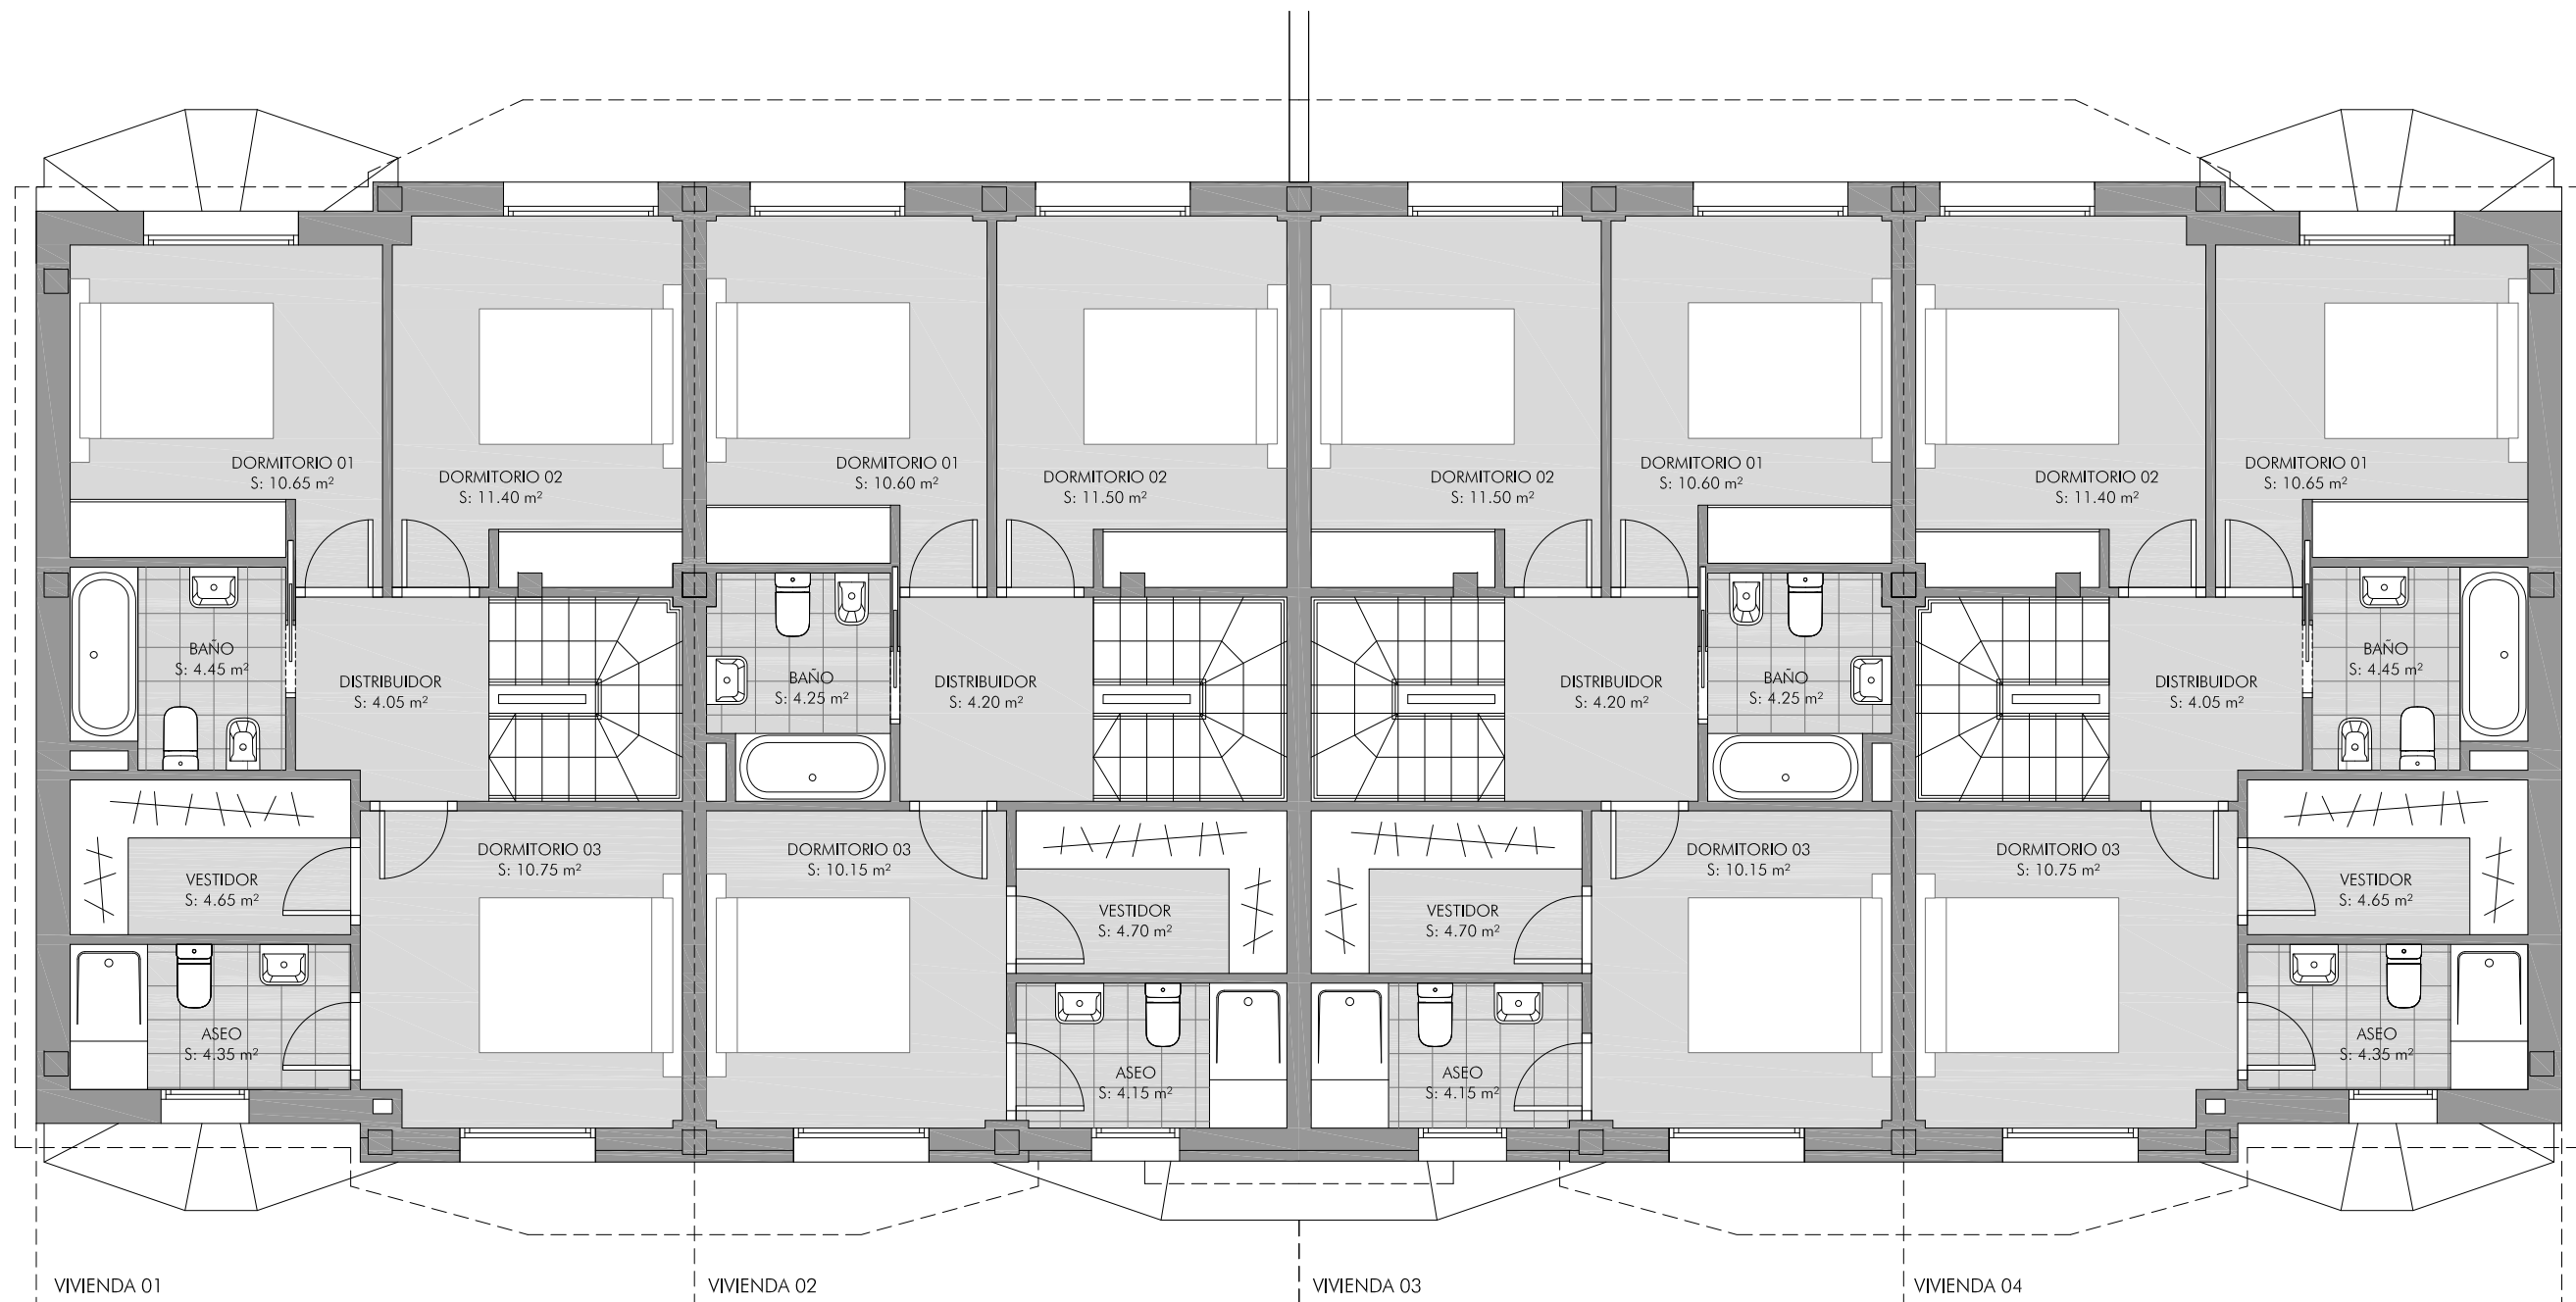 DORMITORIO 01
S: 10.65 m²
DORMITORIO 02
S: 11.40 m²
DORMITORIO 01
S: 10.60 m²
DORMITORIO 02
S: 11.50 m²
DORMITORIO 02
S: 11.50 m²
DORMITORIO 01
S: 10.60 m²
DORMITORIO 02
S: 11.40 m²
DORMITORIO 01
S: 10.65 m²
BAÑO
S: 4.45 m²
DISTRIBUIDOR
S: 4.05 m²
BAÑO
S: 4.25 m²
DISTRIBUIDOR
S: 4.20 m²
DISTRIBUIDOR
S: 4.20 m²
BAÑO
S: 4.25 m²
DISTRIBUIDOR
S: 4.05 m²
BAÑO
S: 4.45 m²
VESTIDOR
S: 4.65 m²
DORMITORIO 03
S: 10.75 m²
DORMITORIO 03
S: 10.15 m²
VESTIDOR
S: 4.70 m²
VESTIDOR
S: 4.70 m²
DORMITORIO 03
S: 10.15 m²
DORMITORIO 03
S: 10.75 m²
VESTIDOR
S: 4.65 m²
ASEO
S: 4.35 m²
ASEO
S: 4.15 m²
ASEO
S: 4.15 m²
ASEO
S: 4.35 m²
VIVIENDA 01
VIVIENDA 02
VIVIENDA 03
VIVIENDA 04